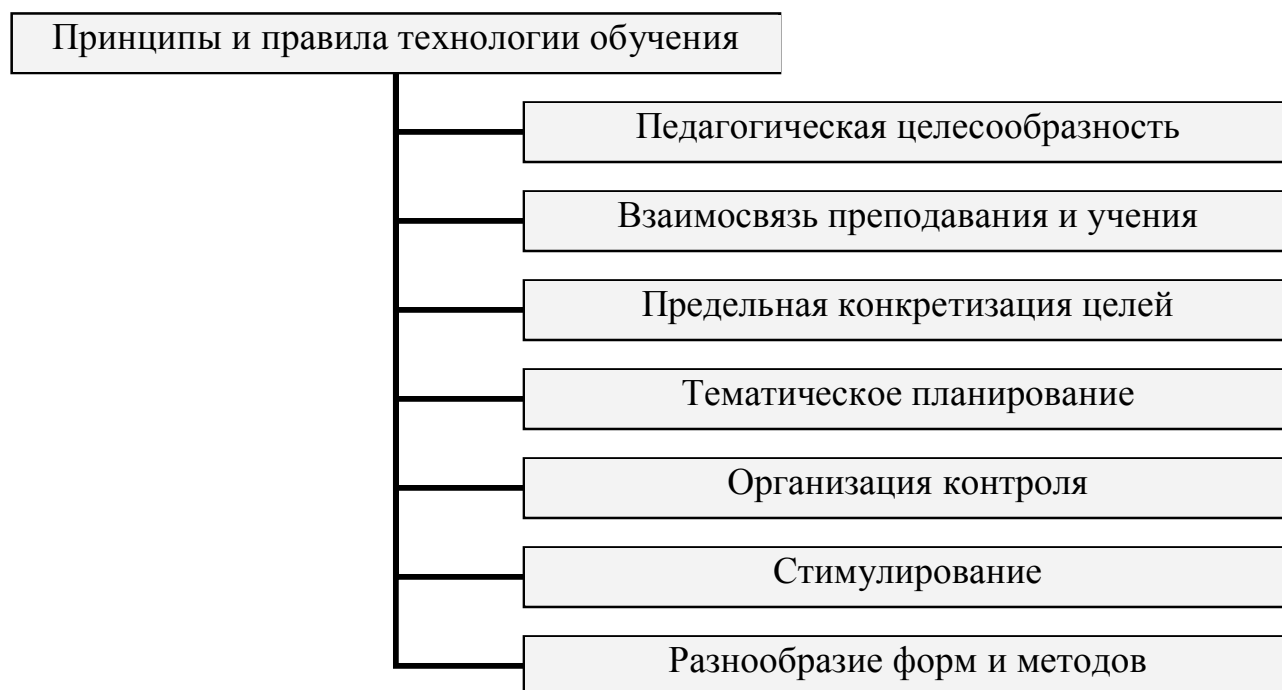 Принципы и правила технологии обучения
Педагогическая целесообразность
Взаимосвязь преподавания и учения
Предельная конкретизация целей
Тематическое планирование
Организация контроля
Стимулирование
Разнообразие форм и методов